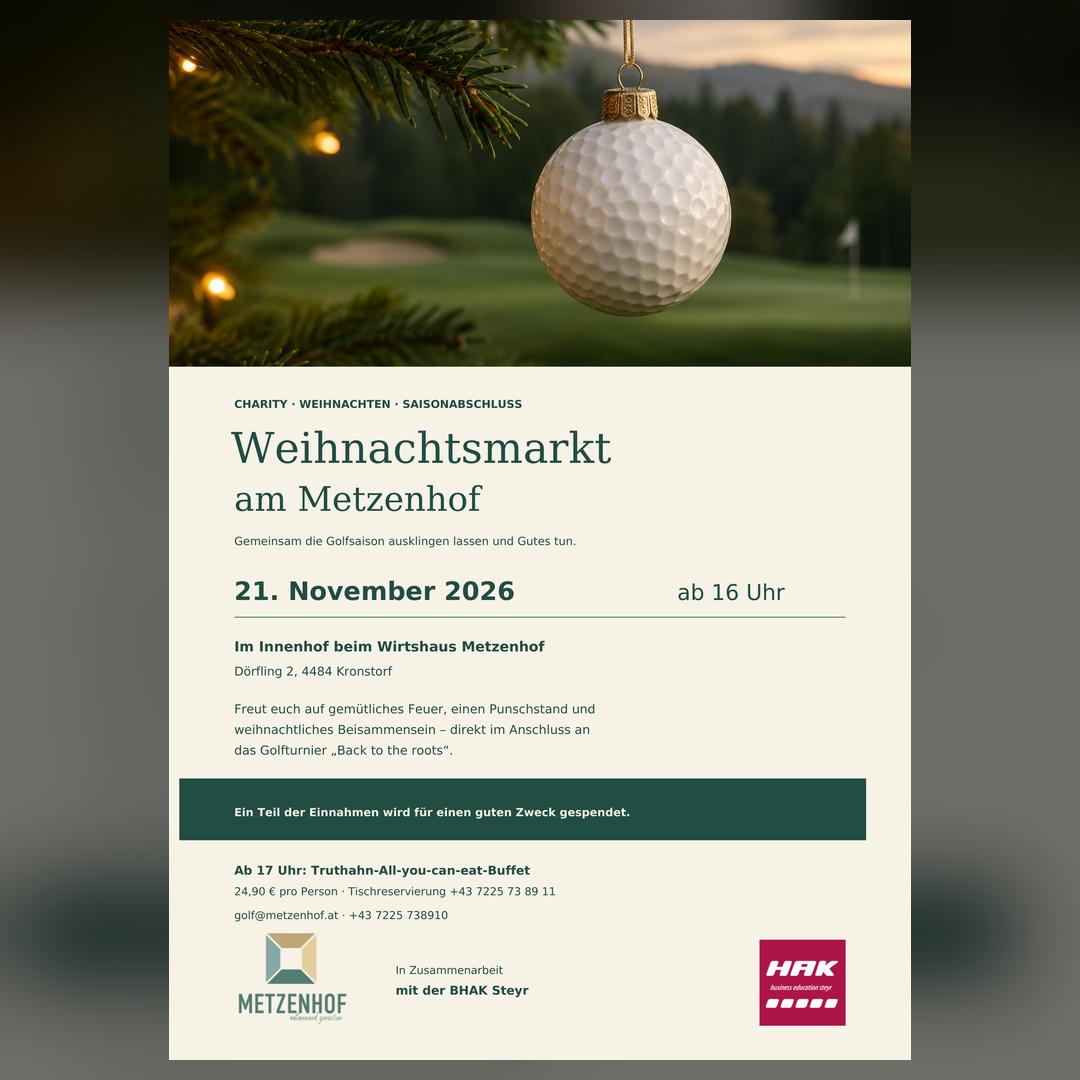 CHARITY · WEIHNACHTEN · SAISONABSCHLUSS
Weihnachtsmarkt
am Metzenhof
Gemeinsam die Golfsaison ausklingen lassen und Gutes tun.
21. November 2026 ab 16 Uhr
Im Innenhof beim Wirtshaus Metzenhof
Dörfling 2, 4484 Kronstorf
Freut euch auf gemütliches Feuer, einen Punschstand und
weihnachtliches Beisammensein – direkt im Anschluss an
das Golfturnier „Back to the roots“.
Ein Teil der Einnahmen wird für einen guten Zweck gespendet.
Ab 17 Uhr: Truthahn-All-you-can-eat-Buffet
24,90 € pro Person · Tischreservierung +43 7225 73 89 11
golf@metzenhof.at · +43 7225 738910
METZENHOF
entspannend genießen
In Zusammenarbeit
mit der BHAK Steyr
HAK
business education steyr